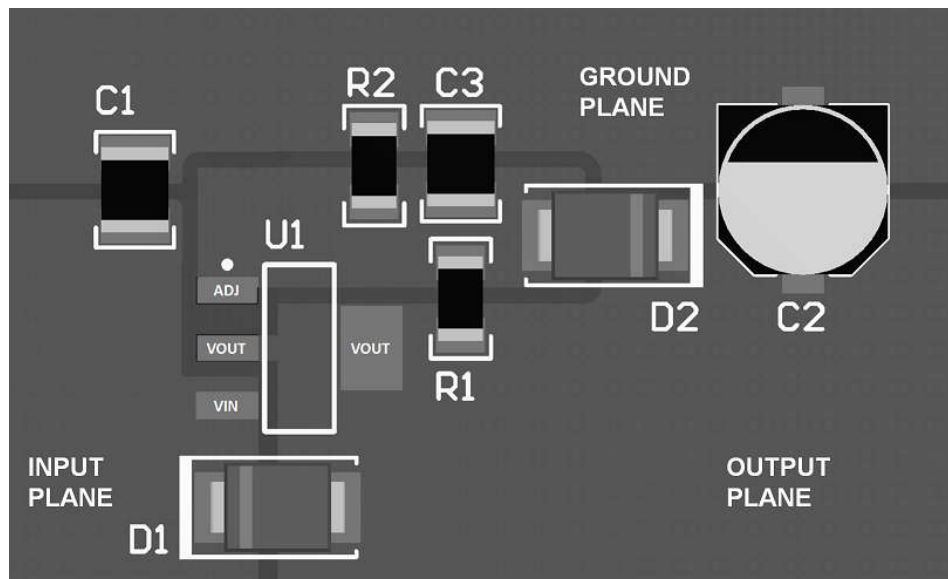 C1
R2
C3
GROUND
PLANE
U1
ADJ
VOUT
VOUT
VIN
R1
D2
C2
INPUT
PLANE
D1
OUTPUT
PLANE